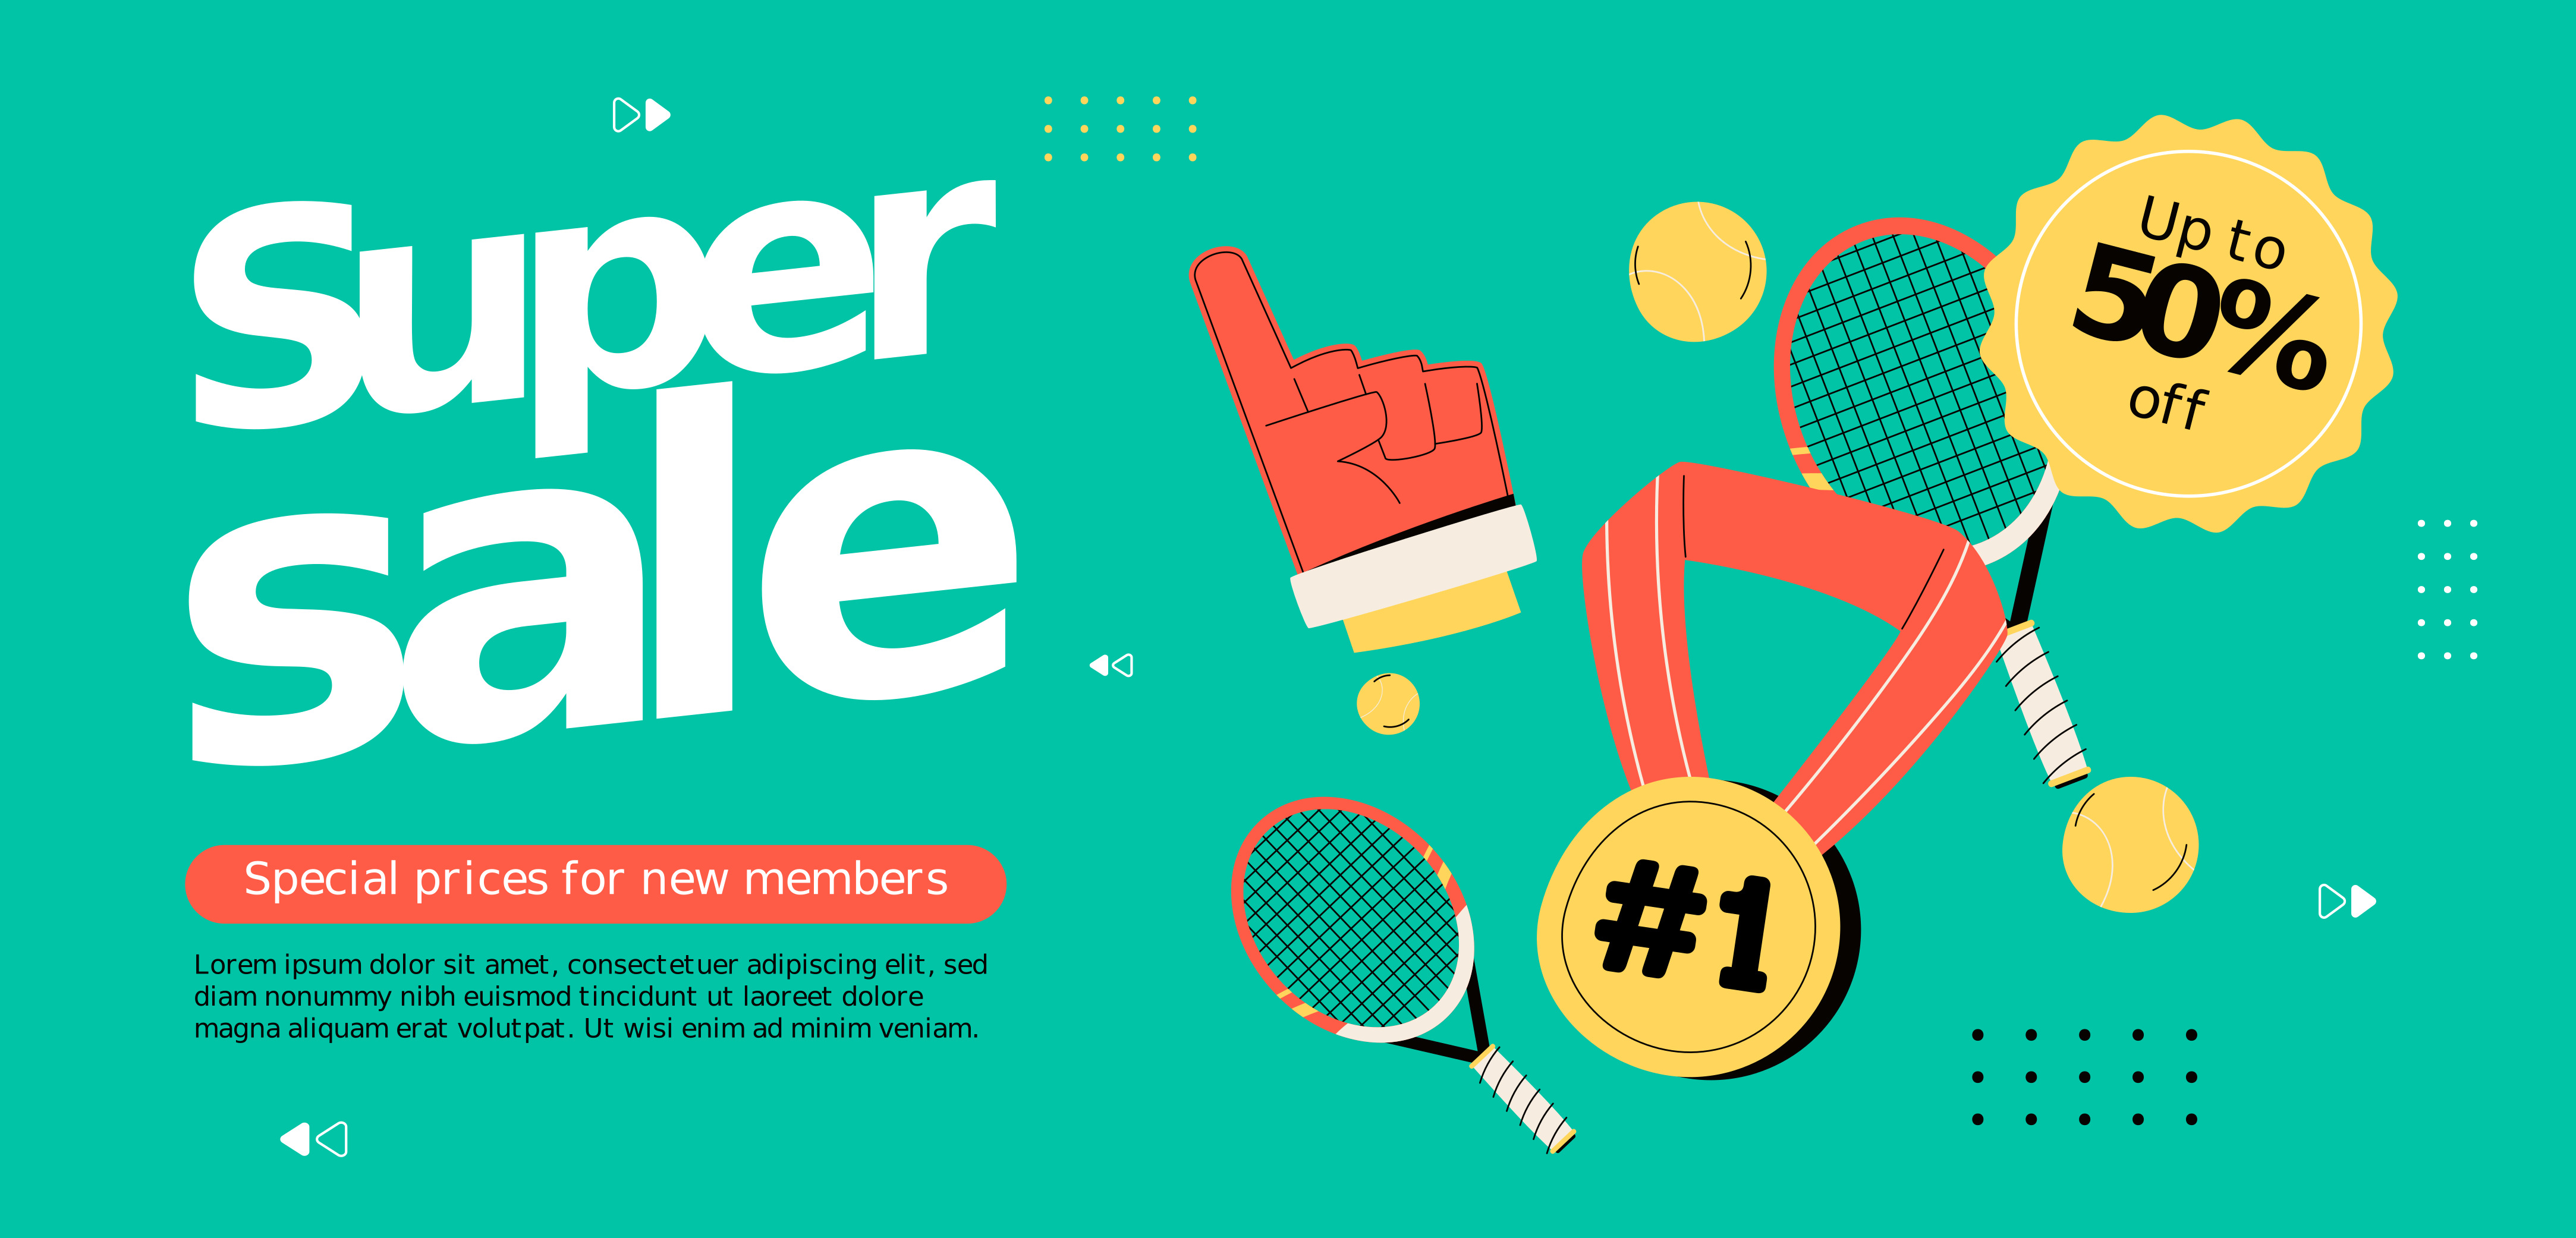 Super
sale
Special prices for new members
Lorem ipsum dolor sit amet, consectetuer adipiscing elit, sed
diam nonummy nibh euismod tincidunt ut laoreet dolore
magna aliquam erat volutpat. Ut wisi enim ad minim veniam.
Up to
50%
off
#1